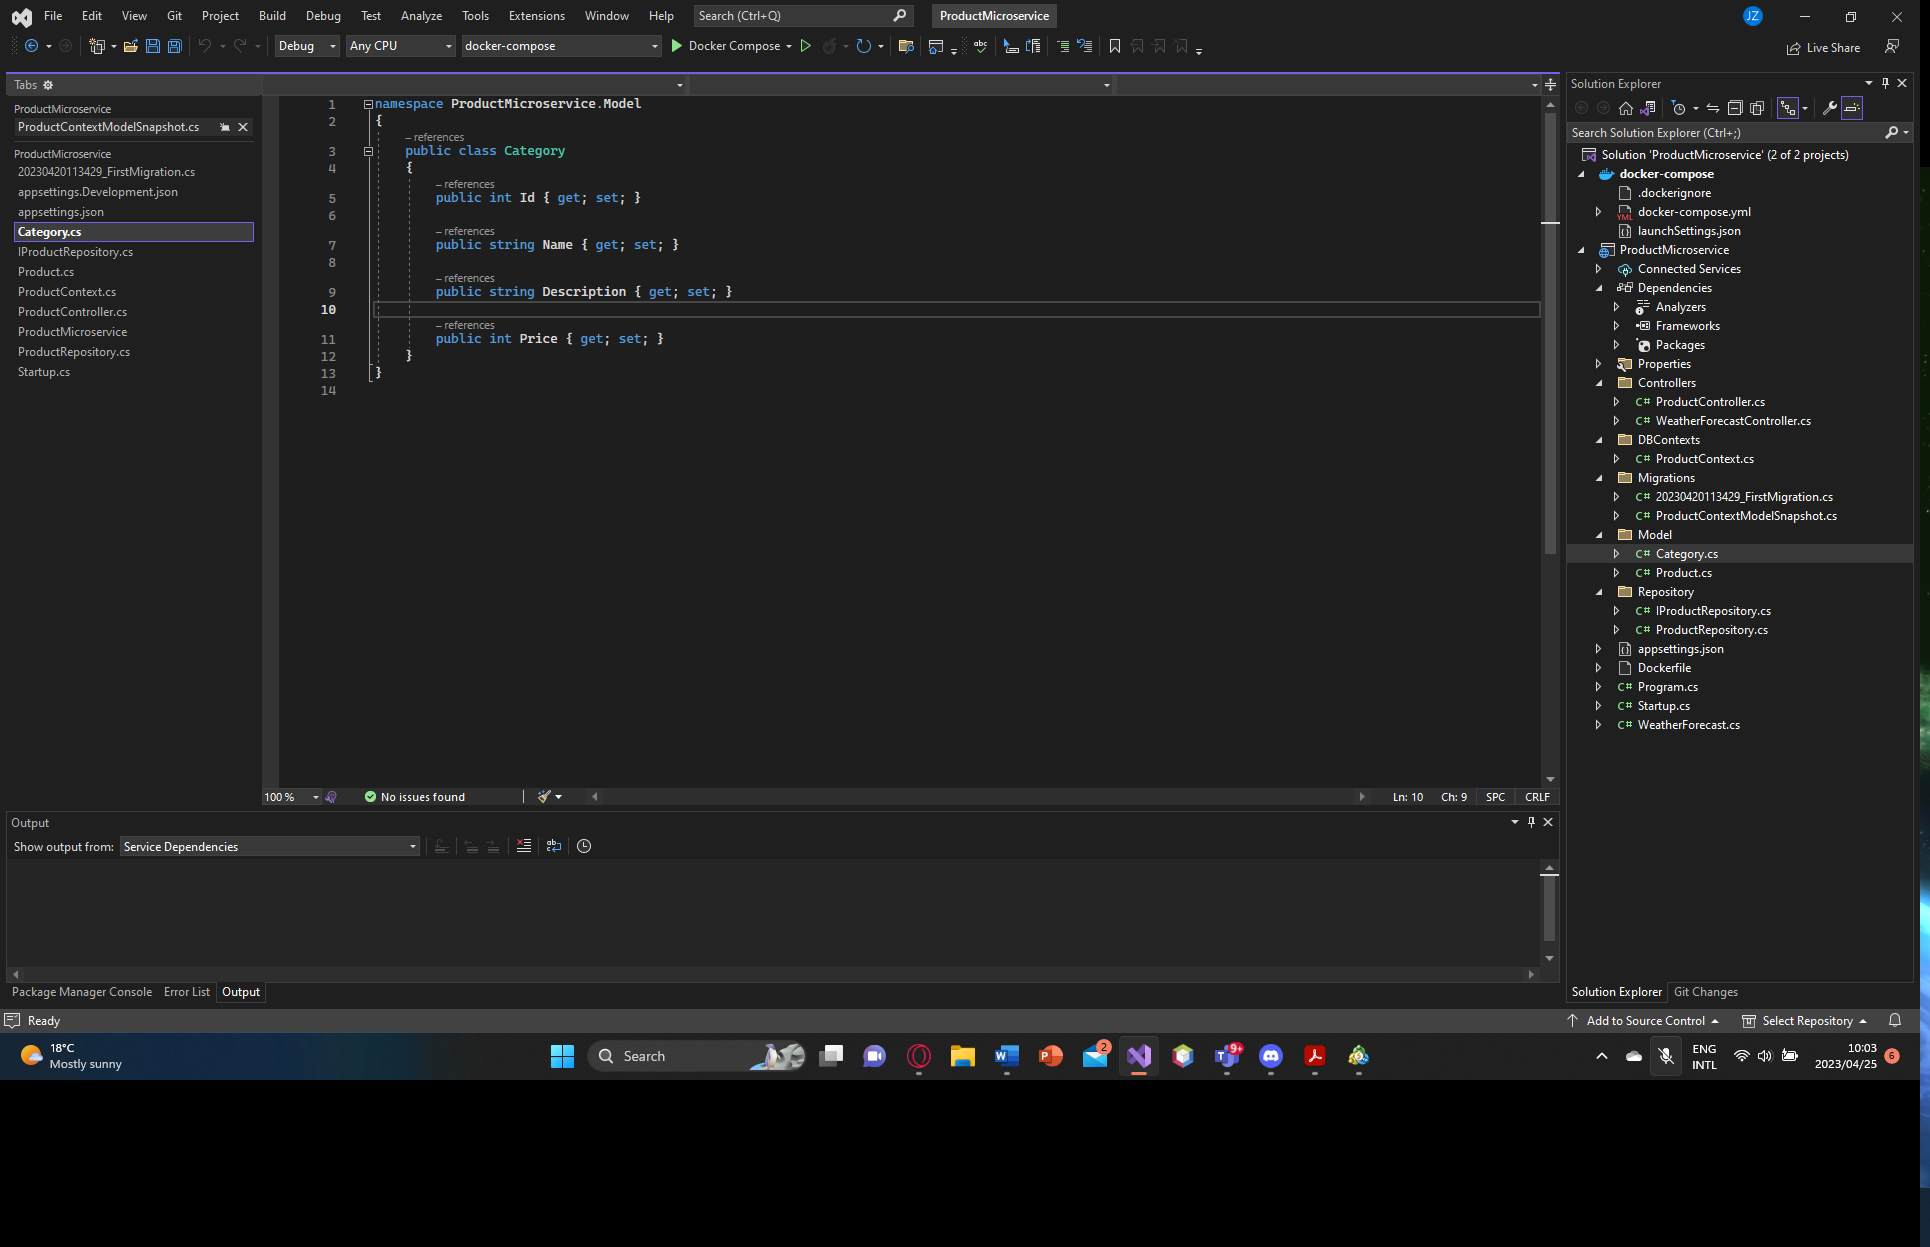 File Edit View Git Project Build Debug Test Analyze Tools Extensions Window Help Search (Ctrl+Q) ProductMicroservice JZ
Debug Any CPU docker-compose Docker Compose Live Share
Tabs
ProductMicroservice
ProductContextModelSnapshot.cs
ProductMicroservice
20230420113429_FirstMigration.cs
appsettings.Development.json
appsettings.json
Category.cs
IProductRepository.cs
Product.cs
ProductContext.cs
ProductController.cs
ProductMicroservice
ProductRepository.cs
Startup.cs
1 namespace ProductMicroservice.Model
2 {
– references
3 public class Category
4 {
– references
5 public int Id { get; set; }
6
– references
7 public string Name { get; set; }
8
– references
9 public string Description { get; set; }
10
– references
11 public int Price { get; set; }
12 }
13 }
14
100 % No issues found Ln: 10 Ch: 9 SPC CRLF
Output
Show output from: Service Dependencies
Package Manager Console Error List Output
Solution Explorer
Search Solution Explorer (Ctrl+;)
Solution 'ProductMicroservice' (2 of 2 projects)
docker-compose
.dockerignore
YML docker-compose.yml
launchSettings.json
ProductMicroservice
Connected Services
Dependencies
Analyzers
Frameworks
Packages
Properties
Controllers
C# ProductController.cs
C# WeatherForecastController.cs
DBContexts
C# ProductContext.cs
Migrations
C# 20230420113429_FirstMigration.cs
C# ProductContextModelSnapshot.cs
Model
C# Category.cs
C# Product.cs
Repository
C# IProductRepository.cs
C# ProductRepository.cs
appsettings.json
Dockerfile
C# Program.cs
C# Startup.cs
C# WeatherForecast.cs
Solution Explorer Git Changes
Ready Add to Source Control Select Repository
18°C
Mostly sunny
Search
2
9+
ENG
INTL
10:03
2023/04/25
6